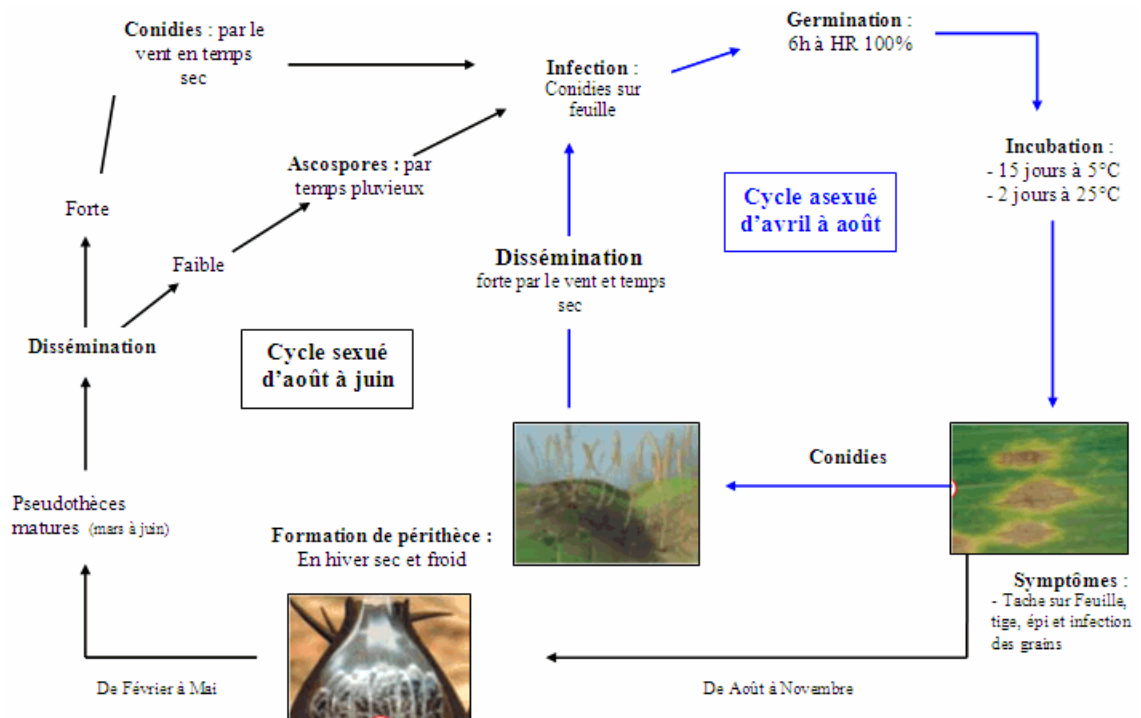 Conidies : par le
vent en temps
sec
Germination :
6h à HR 100%
Infection :
Conidies sur
feuille
Ascospores : par
temps pluvieux
Incubation :
- 15 jours à 5°C
- 2 jours à 25°C
Forte
Cycle asexué
d'avril à août
Faible
Dissémination
forte par le vent et temps
sec
Dissémination
Cycle sexué
d'août à juin
Conidies
Pseudothèces
matures (mars à juin)
Formation de périthèce :
En hiver sec et froid
Symptômes :
- Tache sur Feuille,
tige, épi et infection
des grains
De Février à Mai
De Août à Novembre